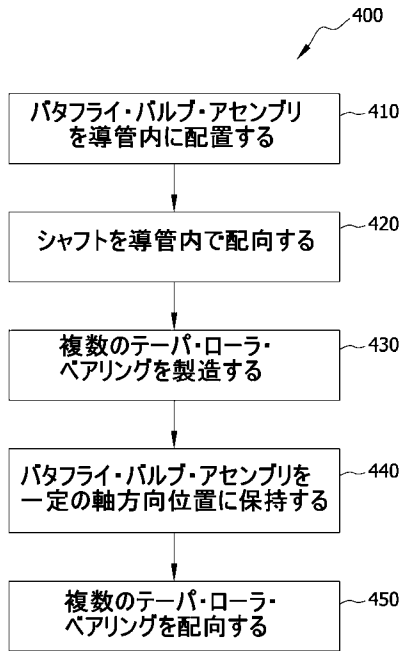 400
バタフライ・バルブ・アセンブリ
を導管内に配置する
410
シャフトを導管内で配向する
420
複数のテーパ・ローラ・
ベアリングを製造する
430
バタフライ・バルブ・アセンブリを
一定の軸方向位置に保持する
440
複数のテーパ・ローラ・
ベアリングを配向する
450